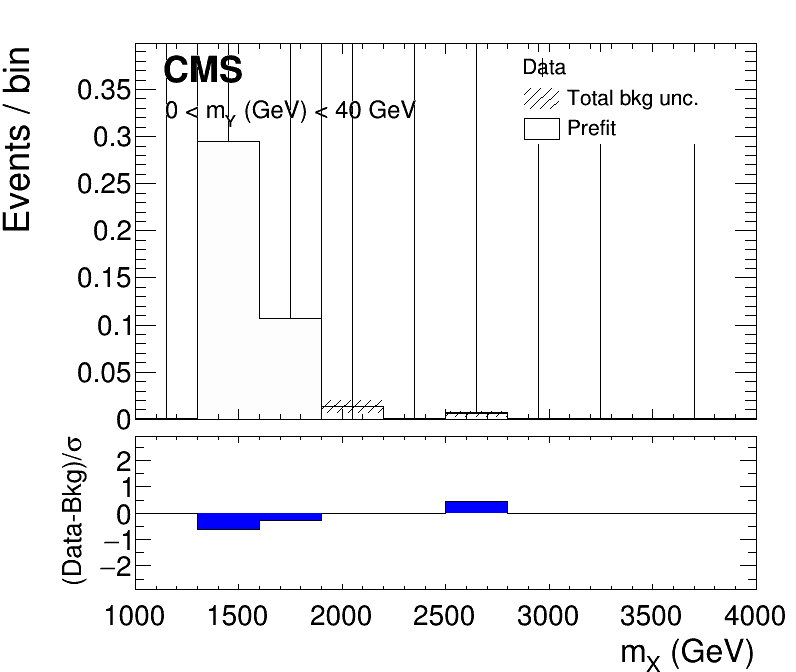 CMS
0 < mY (GeV) < 40 GeV
Data
Total bkg unc.
Prefit
Events / bin
0.35
0.3
0.25
0.2
0.15
0.1
0.05
0
(Data-Bkg)/σ
2
1
0
−1
−2
1000 1500 2000 2500 3000 3500 4000
mX (GeV)